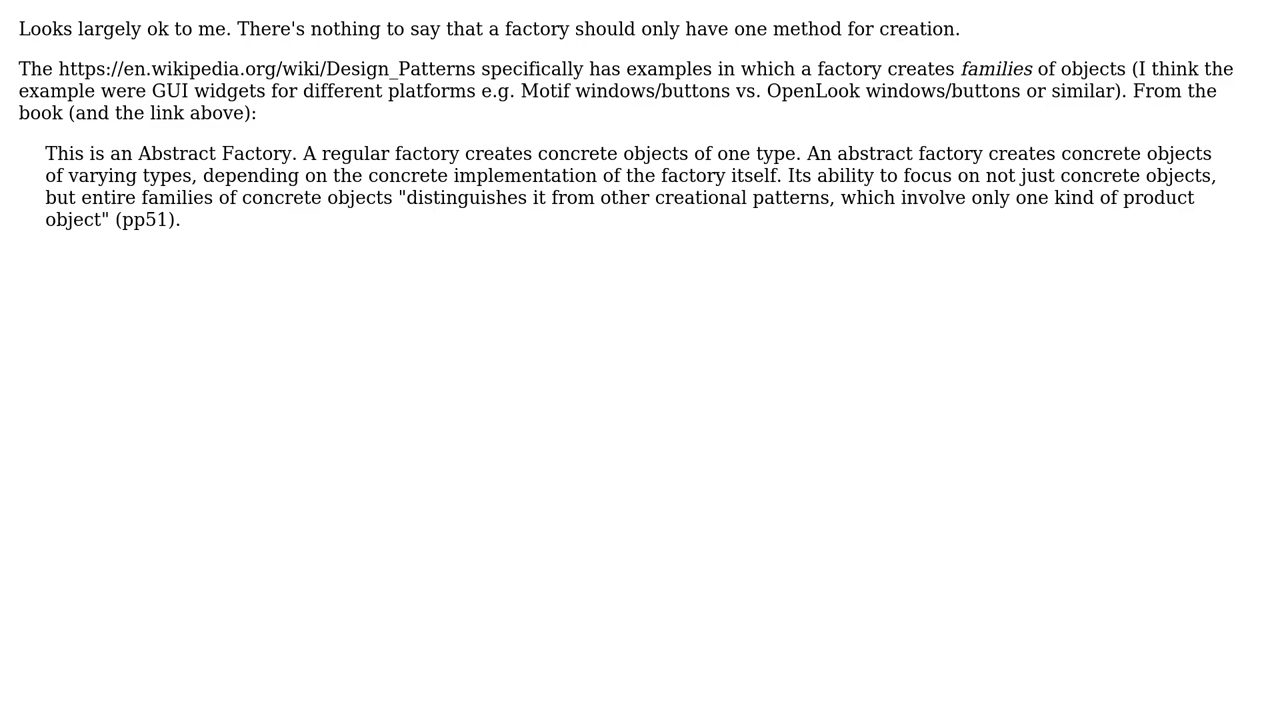 Looks largely ok to me. There's nothing to say that a factory should only have one method for creation.
The https://en.wikipedia.org/wiki/Design_Patterns specifically has examples in which a factory creates families of objects (I think the
example were GUI widgets for different platforms e.g. Motif windows/buttons vs. OpenLook windows/buttons or similar). From the
book (and the link above):
This is an Abstract Factory. A regular factory creates concrete objects of one type. An abstract factory creates concrete objects
of varying types, depending on the concrete implementation of the factory itself. Its ability to focus on not just concrete objects,
but entire families of concrete objects "distinguishes it from other creational patterns, which involve only one kind of product
object" (pp51).